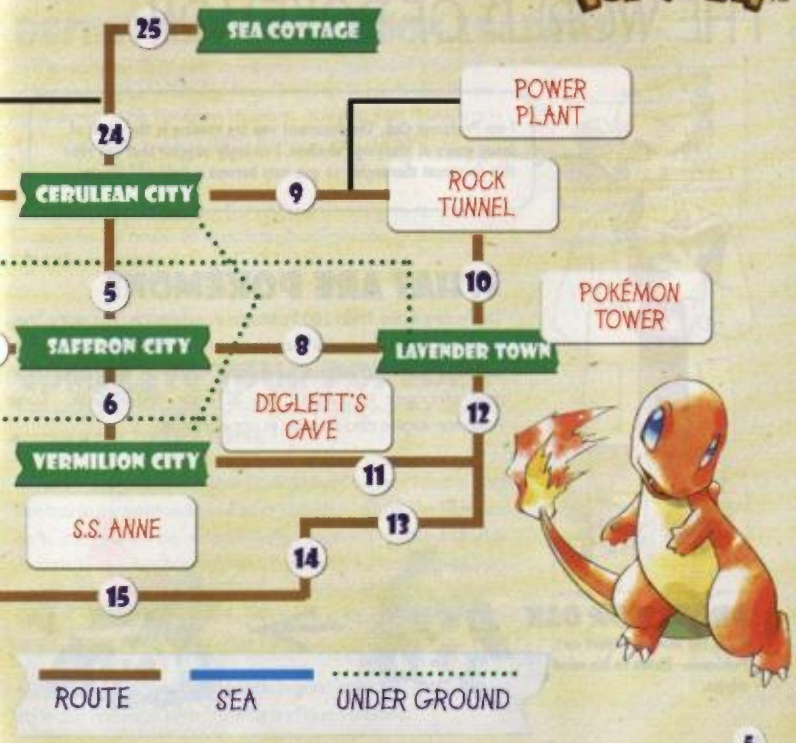 25
SEA COTTAGE
POWER
PLANT
24
CERULEAN CITY
9
ROCK
TUNNEL
5
10
POKÉMON
TOWER
SAFFRON CITY
8
LAVENDER TOWN
6
DIGLETT'S
CAVE
12
VERMILION CITY
11
S.S. ANNE
13
14
15
ROUTE
SEA
UNDER GROUND